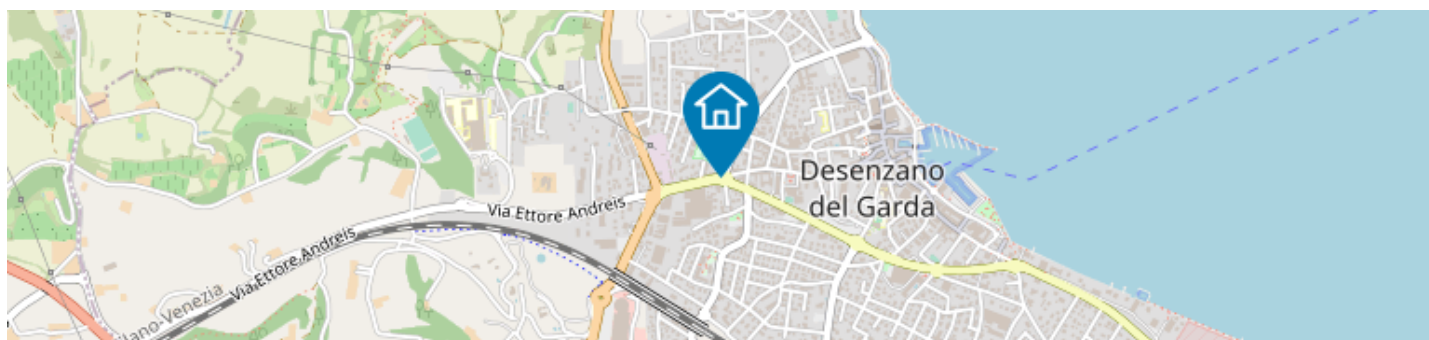 Desenzano
del Garda
Via Ettore Andreis
Via Ettore Andreis
lano-Venezia